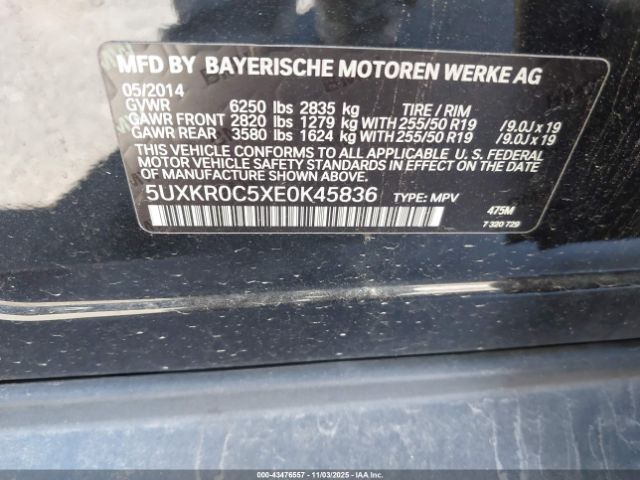 MFD BY BAYERISCHE MOTOREN WERKE AG
05/2014
GVWR 6250 lbs 2835 kg TIRE / RIM
GAWR FRONT 2820 lbs 1279 kg WITH 255/50 R19 /9.0J x 19
GAWR REAR 3580 lbs 1624 kg WITH 255/50 R19 /9.0J x 19
THIS VEHICLE CONFORMS TO ALL APPLICABLE U. S. FEDERAL
MOTOR VEHICLE SAFETY STANDARDS IN EFFECT ON THE
DATE OF MANUFACTURE SHOWN ABOVE.
5UXKR0C5XE0K45836 TYPE: MPV 475M
7 320 729
000-43476557 - 11/03/2025 - IAAI.com